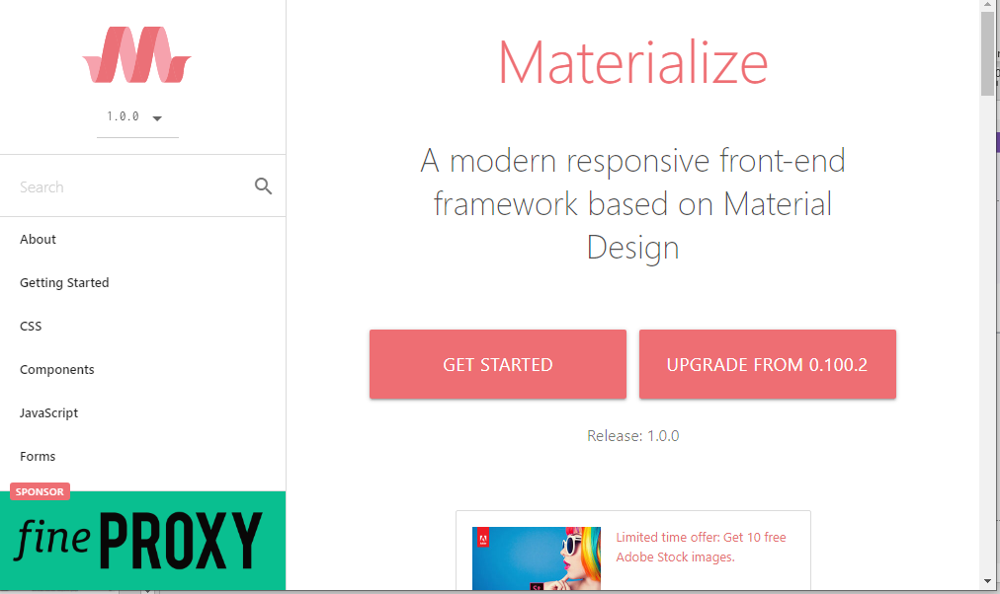 1.0.0
Search
About
Getting Started
CSS
Components
JavaScript
Forms
SPONSOR
fine PROXY
Materialize
A modern responsive front-end
framework based on Material
Design
GET STARTED
UPGRADE FROM 0.100.2
Release: 1.0.0
Limited time offer: Get 10 free
Adobe Stock images.